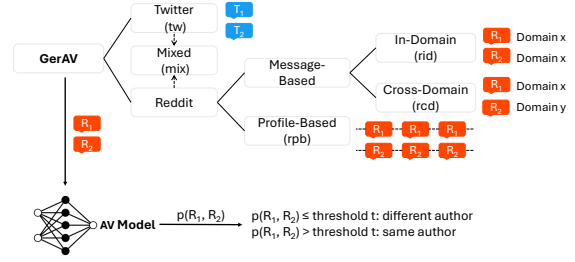 GerAV
Twitter
(tw)
T1
T2
Mixed
(mix)
Reddit
Message-
Based
Profile-Based
(rpb)
In-Domain
(rid)
R1 Domain x
R2 Domain x
Cross-Domain
(rcd)
R1 Domain x
R2 Domain y
R1 R1 R1
R2 R2 R2
R1
R2
AV Model
p(R1, R2)
p(R1, R2) ≤ threshold t: different author
p(R1, R2) > threshold t: same author